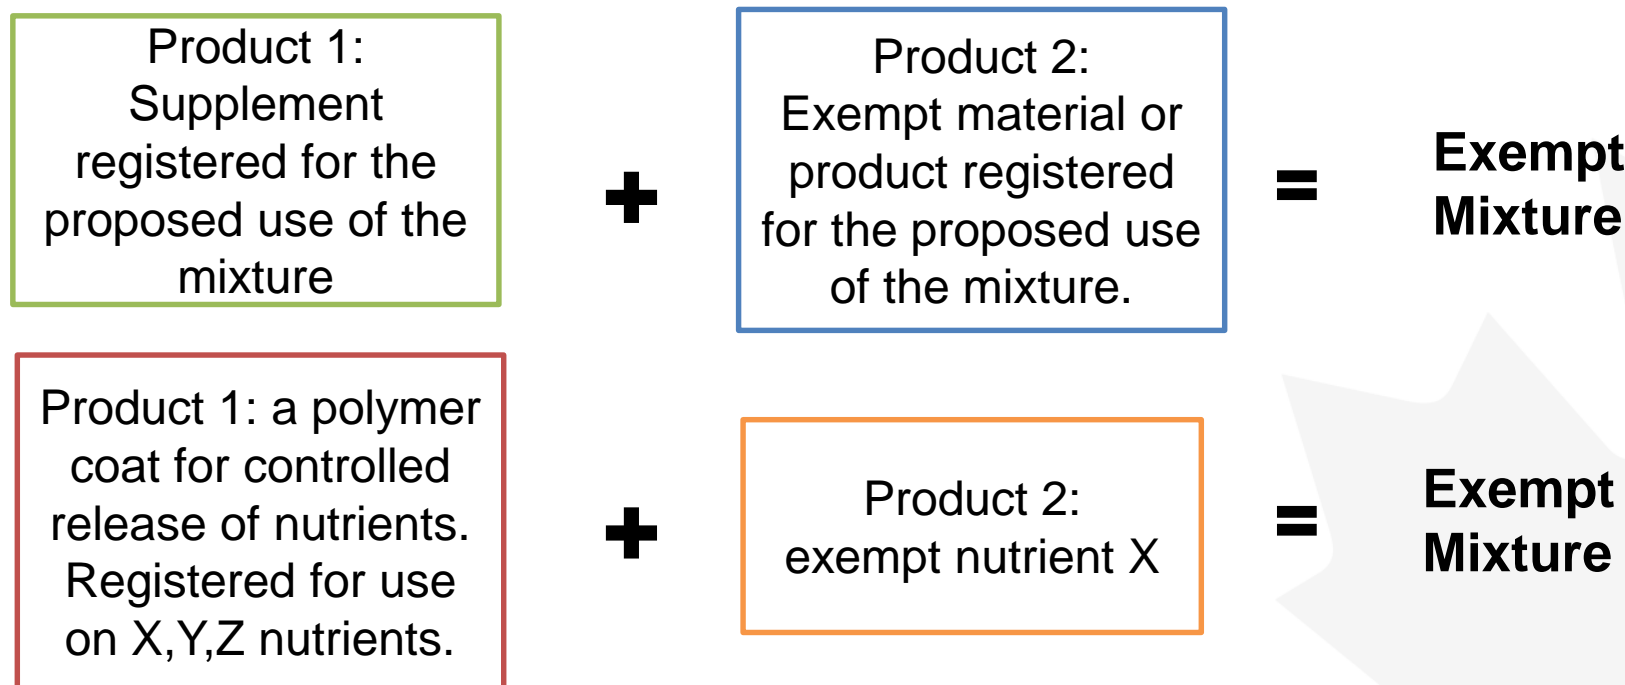 Product 1:
Supplement
registered for the
proposed use of the
mixture
+
Product 2:
Exempt material or
product registered
for the proposed use
of the mixture.
=
Exempt
Mixture
Product 1: a polymer
coat for controlled
release of nutrients.
Registered for use
on X,Y,Z nutrients.
+
Product 2:
exempt nutrient X
=
Exempt
Mixture